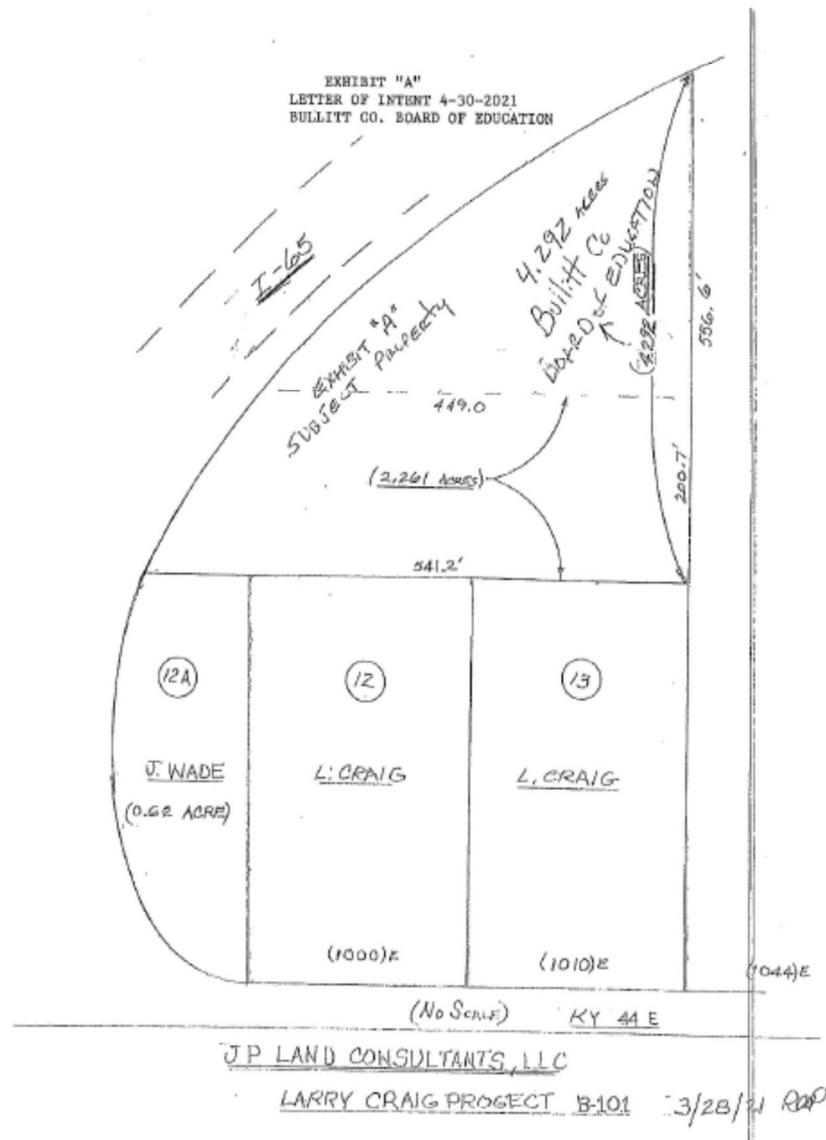 EXHIBIT "A"
LETTER OF INTENT 4-30-2021
BULLITT CO. BOARD OF EDUCATION
I-65
EXHIBIT "A"
SUBJECT PROPERTY
4.292 ACRES
Bullitt Co
BOARD OF EDUCATION
(4.292 ACRES)
556.6'
449.0
(2.261 ACRES)
200.7'
541.2'
12A
12
13
J. WADE
L. CRAIG
L. CRAIG
(0.62 ACRE)
(1000)E
(1010)E
(1044)E
(NO SCALE)
KY 44 E
JP LAND CONSULTANTS, LLC
LARRY CRAIG PROGECT B-101 3/28/21